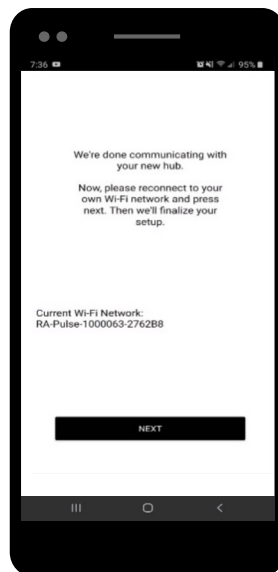 7:36 95%
We're done communicating with
your new hub.
Now, please reconnect to your
own Wi-Fi network and press
next. Then we'll finalize your
setup.
Current Wi-Fi Network:
RA-Pulse-1000063-2762B8
NEXT